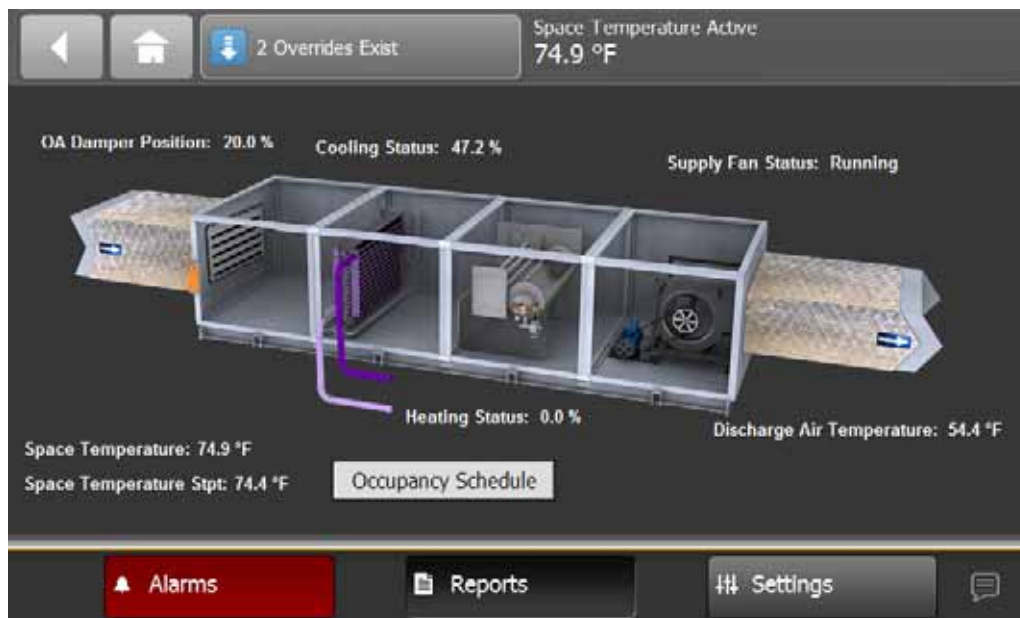 2 Overrides Exist
Space Temperature Active
74.9 °F
OA Damper Position: 20.0 %
Cooling Status: 47.2 %
Supply Fan Status: Running
Heating Status: 0.0 %
Discharge Air Temperature: 54.4 °F
Space Temperature: 74.9 °F
Space Temperature Stpt: 74.4 °F
Occupancy Schedule
Alarms
Reports
Settings